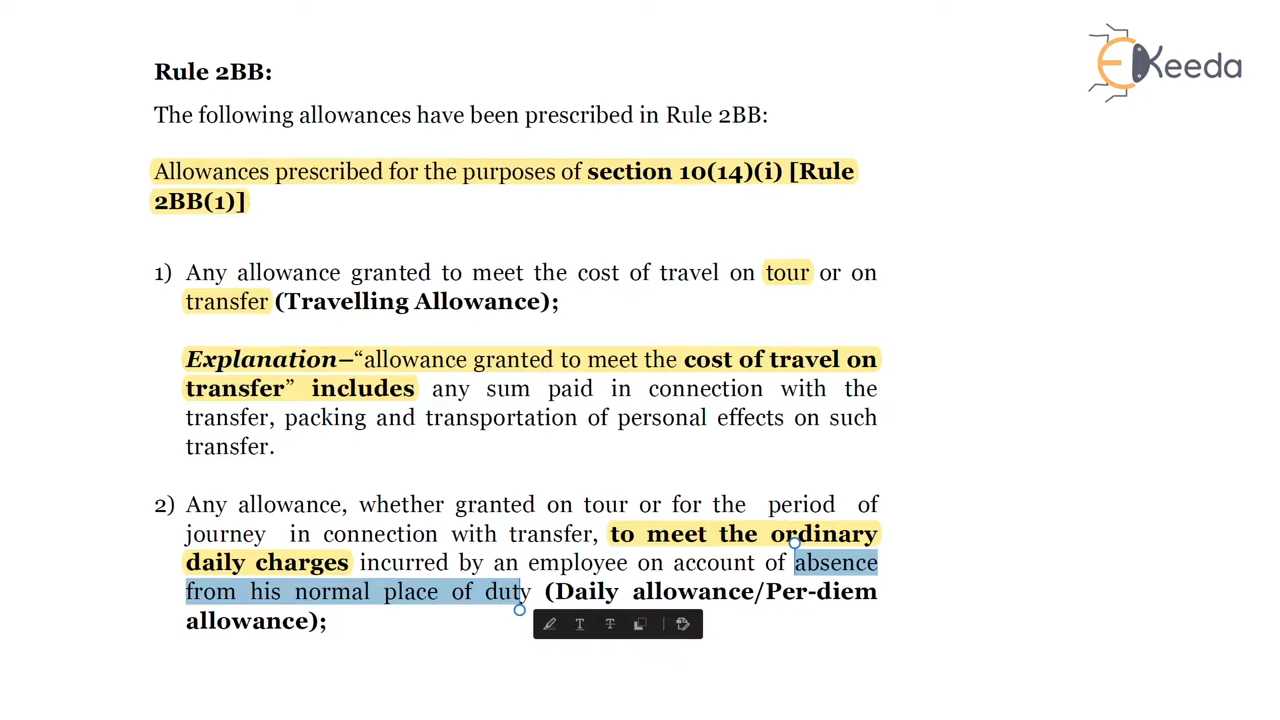 EKeeda
Rule 2BB:
The following allowances have been prescribed in Rule 2BB:
Allowances prescribed for the purposes of section 10(14)(i) [Rule
2BB(1)]
1) Any allowance granted to meet the cost of travel on tour or on
transfer (Travelling Allowance);
Explanation–“allowance granted to meet the cost of travel on
transfer” includes any sum paid in connection with the
transfer, packing and transportation of personal effects on such
transfer.
2) Any allowance, whether granted on tour or for the period of
journey in connection with transfer, to meet the ordinary
daily charges incurred by an employee on account of absence
from his normal place of duty (Daily allowance/Per-diem
allowance);